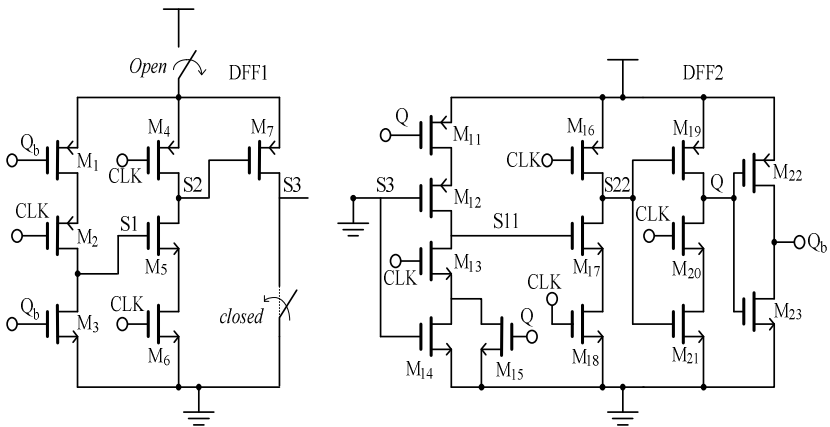 Open
DFF1
DFF2
Qb
M1
M4
M7
CLK
S2
S3
CLK
M2
S1
M5
Qb
M3
CLK
M6
closed
Q
M11
M16
M19
CLK
M22
S3
M12
S22
Q
S11
CLK
Qb
CLK
M13
M17
M20
CLK
Q
M23
M14
M15
M18
M21